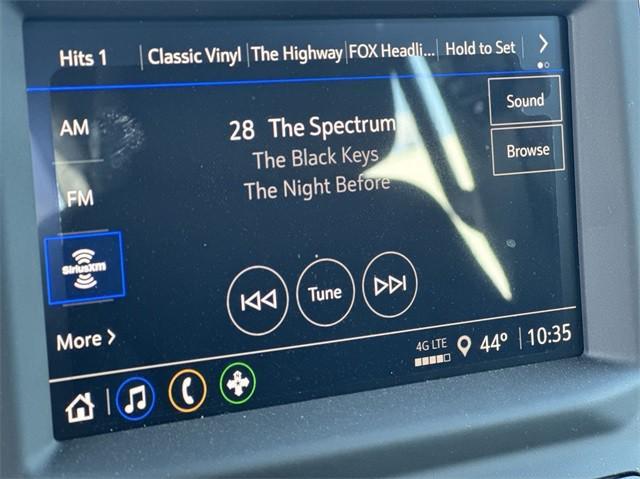 Hits 1 Classic Vinyl The Highway FOX Headli... Hold to Set
AM
28 The Spectrum
Sound
The Black Keys
Browse
FM
The Night Before
SiriusXM
Tune
More
4G LTE 44° 10:35